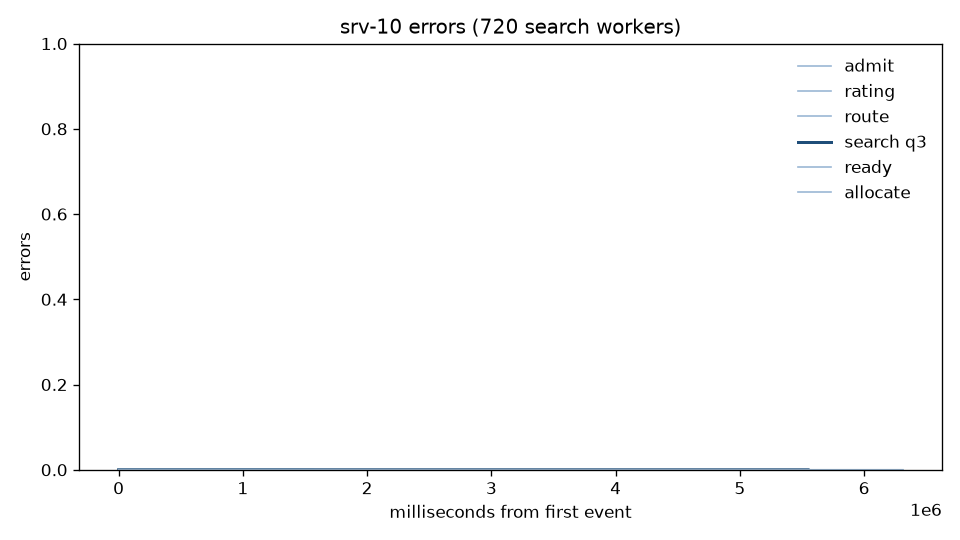 srv-10 errors (720 search workers)
1.0
0.8
0.6
0.4
0.2
0.0
errors
admit
rating
route
search q3
ready
allocate
0 1 2 3 4 5 6
1e6
milliseconds from first event